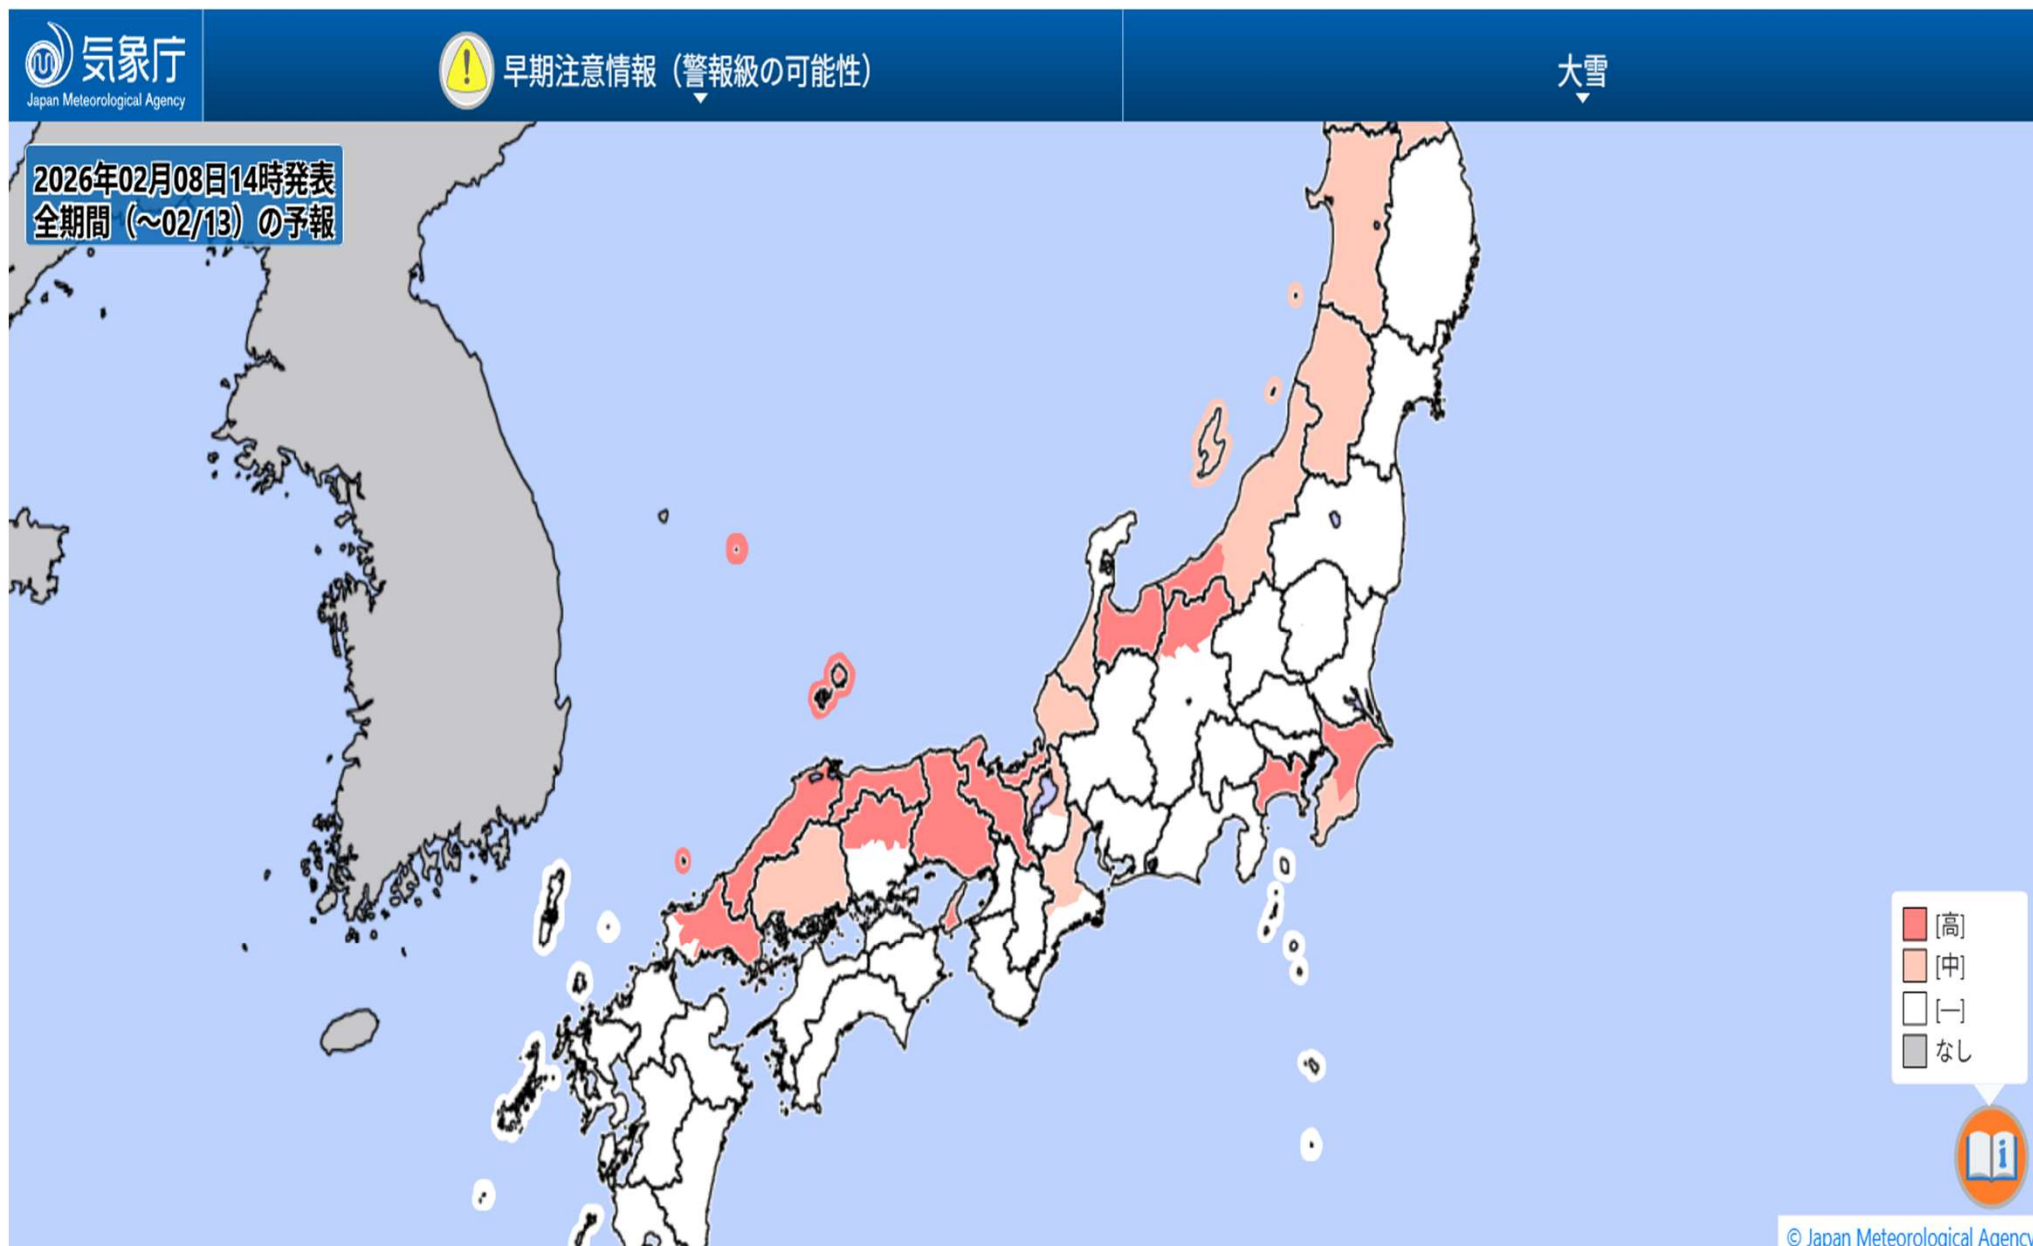 気象庁
Japan Meteorological Agency
早期注意情報（警報級の可能性）
大雪
2026年02月08日14時発表
全期間（～02/13）の予報
[高]
[中]
[―]
なし
i
© Japan Meteorological Agency